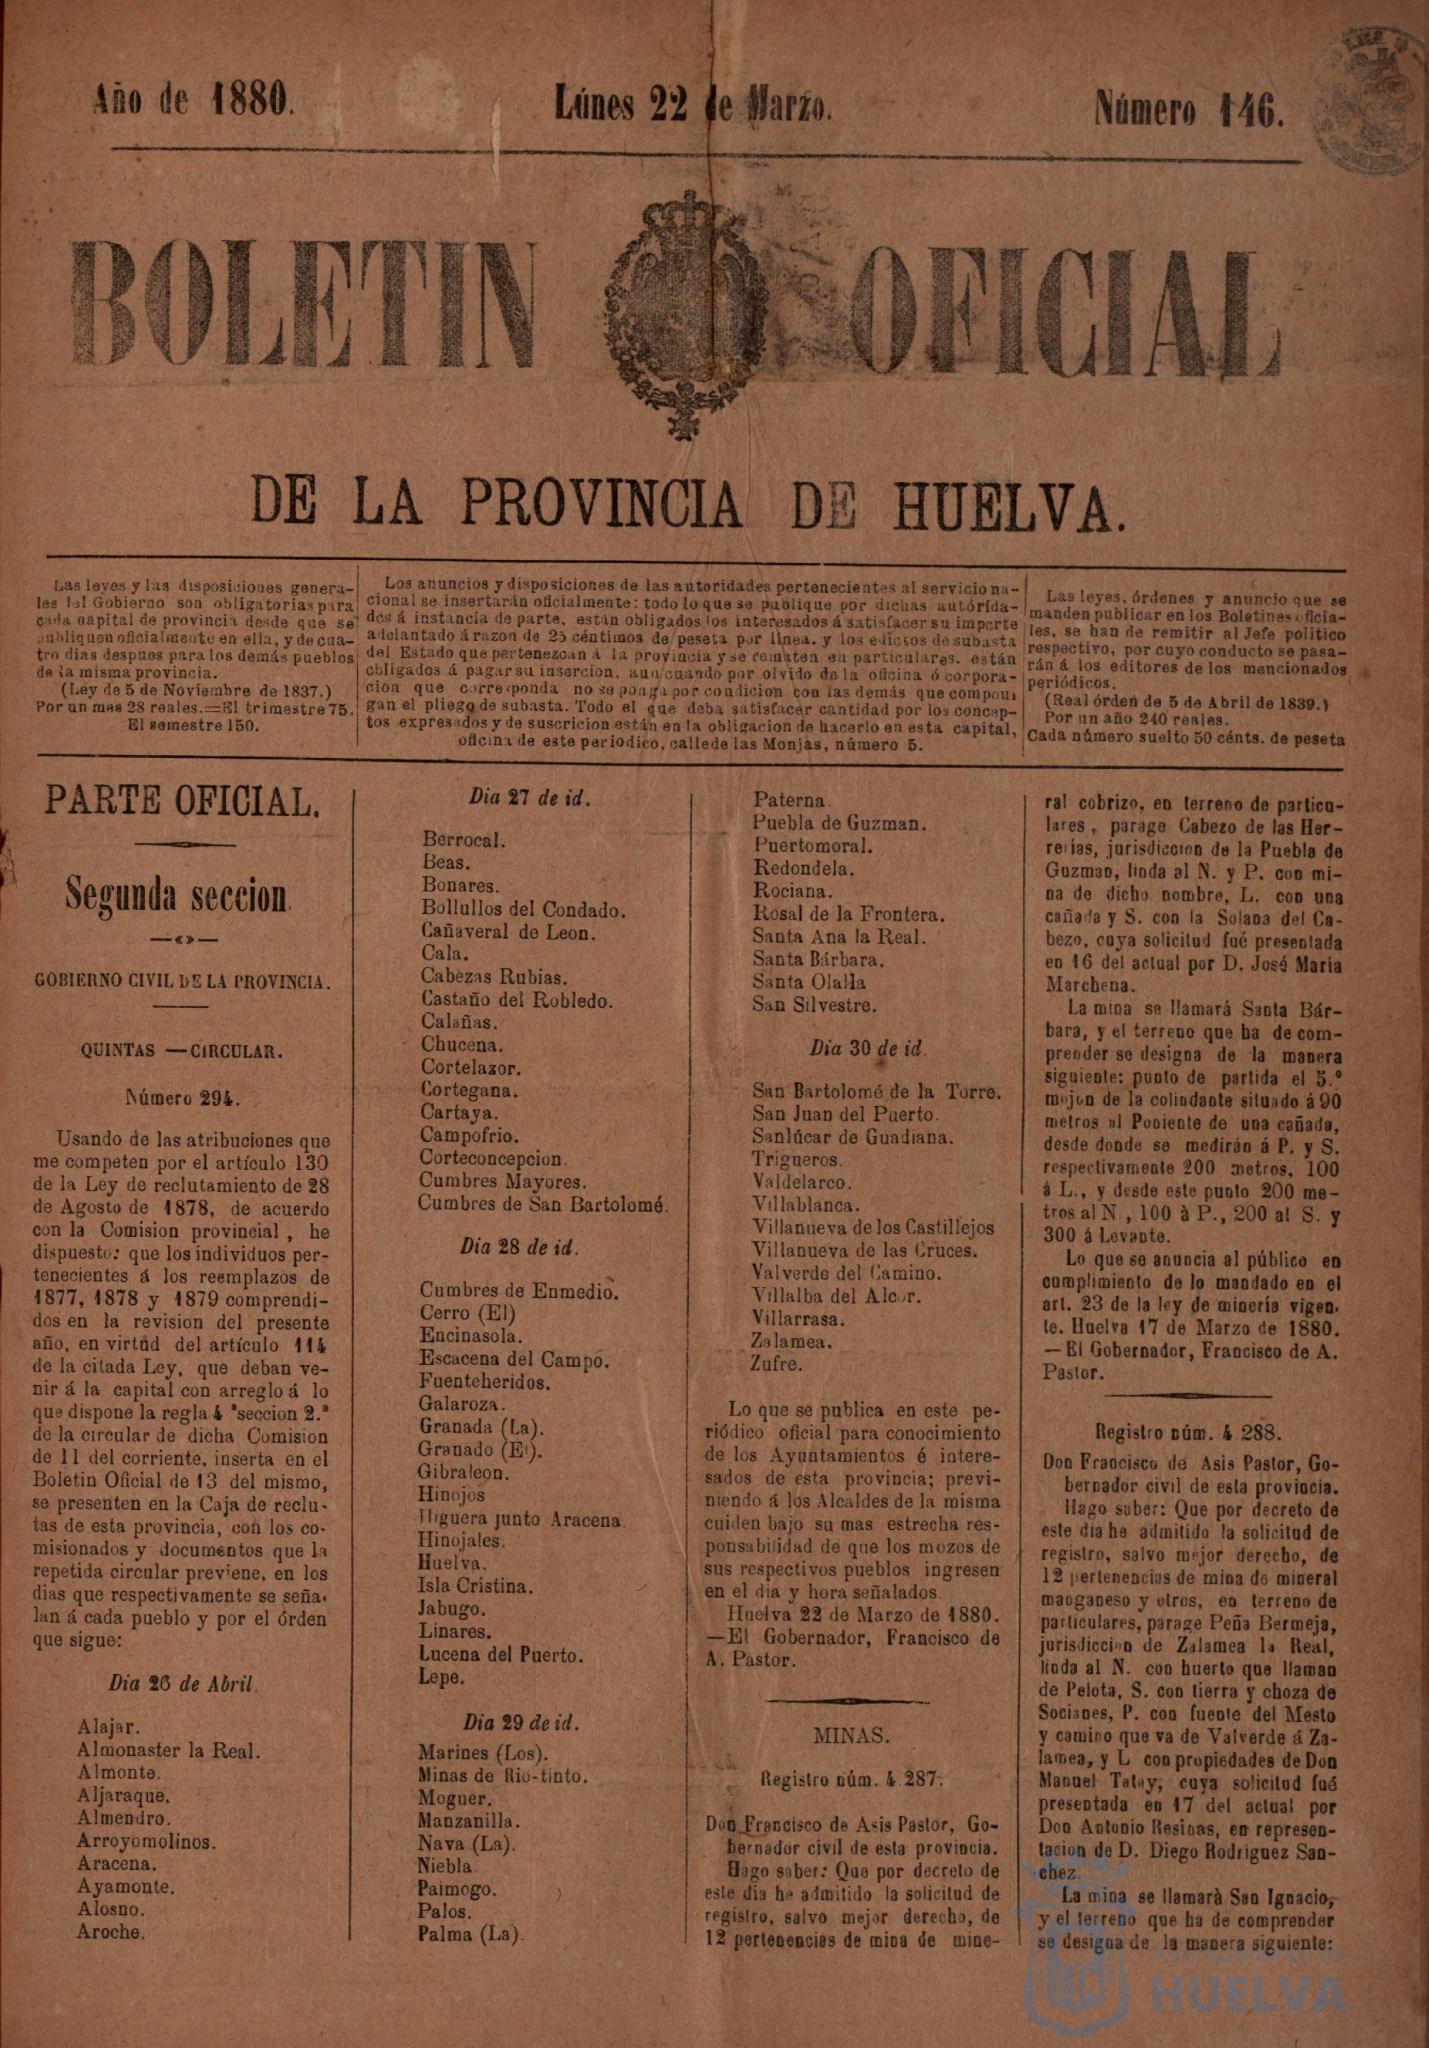 Año de 1880.
Lúnes 22 de Marzo.
Número 146.
BOLETIN OFICIAL
DE LA PROVINCIA DE HUELVA.
Las leyes y las disposiciones genera-
les del Gobierno son obligatorias para
cada capital de provincia desde que se
publiquen oficialmente en ella, y de cua-
tro dias despues para los demás pueblos
de la misma provincia.
(Ley de 5 de Noviembre de 1837.)
Por un mes 28 reales.=El trimestre 75.
El semestre 150.
Los anuncios y disposiciones de las autoridades pertenecientes al servicio na-
cional se insertarán oficialmente: todo lo que se publique por dichas autórida-
des á instancia de parte, están obligados los interesados á satisfacer su importe
adelantado á razon de 25 céntimos de peseta por línea. y los edictos de subasta
del Estado que pertenezcan á la provincia y se rematen en particulares. están
obligados á pagar su insercion, aun cuando por olvido de la oficina ó corpora-
cion que corresponda no se ponga por condicion con las demás que compon-
gan el pliego de subasta. Todo el que deba satisfacer cantidad por los concep-
tos expresados y de suscricion están en la obligacion de hacerlo en esta capital,
oficina de este periodico, calle de las Monjas, número 5.
Las leyes, órdenes y anuncio que se
manden publicar en los Boletines oficia-
les, se han de remitir al Jefe politico
respectivo, por cuyo conducto se pasa-
rán á los editores de los mencionados
periódicos.
(Real órden de 5 de Abril de 1839.)
Por un año 240 reales.
Cada número suelto 50 cénts. de peseta
PARTE OFICIAL.
Segunda seccion.
GOBIERNO CIVIL DE LA PROVINCIA.
QUINTAS —CIRCULAR.
Número 294.
Usando de las atribuciones que
me competen por el artículo 130
de la Ley de reclutamiento de 28
de Agosto de 1878, de acuerdo
con la Comision provincial, he
dispuesto: que los individuos per-
tenecientes á los reemplazos de
1877, 1878 y 1879 comprendi-
dos en la revision del presente
año, en virtud del artículo 114
de la citada Ley, que deban ve-
nir á la capital con arreglo á lo
que dispone la regla 4.ª seccion 2.ª
de la circular de dicha Comision
de 11 del corriente, inserta en el
Boletin Oficial de 13 del mismo,
se presenten en la Caja de reclu-
tas de esta provincia, con los co-
misionados y documentos que la
repetida circular previene, en los
dias que respectivamente se seña-
lan á cada pueblo y por el órden
que sigue:
Dia 26 de Abril.
Alajar.
Almonaster la Real.
Almonte.
Aljaraque.
Almendro.
Arroyomolinos.
Aracena.
Ayamonte.
Alosno.
Aroche.
Dia 27 de id.
Berrocal.
Beas.
Bonares.
Bollullos del Condado.
Cañaveral de Leon.
Cala.
Cabezas Rubias.
Castaño del Robledo.
Calañas.
Chucena.
Cortelazor.
Cortegana.
Cartaya.
Campofrio.
Corteconcepcion.
Cumbres Mayores.
Cumbres de San Bartolomé.
Dia 28 de id.
Cumbres de Enmedio.
Cerro (El)
Encinasola.
Escacena del Campo.
Fuenteheridos.
Galaroza.
Granada (La).
Granado (El).
Gibraleon.
Hinojos
Higuera junto Aracena.
Hinojales.
Huelva.
Isla Cristina.
Jabugo.
Linares.
Lucena del Puerto.
Lepe.
Dia 29 de id.
Marines (Los).
Minas de Rio-tinto.
Moguer.
Manzanilla.
Nava (La).
Niebla.
Paimogo.
Palos.
Palma (La).
Paterna.
Puebla de Guzman.
Puertomoral.
Redondela.
Rociana.
Rosal de la Frontera.
Santa Ana la Real.
Santa Bárbara.
Santa Olalla
San Silvestre.
Dia 30 de id.
San Bartolomé de la Torre.
San Juan del Puerto.
Sanlúcar de Guadiana.
Trigueros.
Valdelarco.
Villablanca.
Villanueva de los Castillejos
Villanueva de las Cruces.
Valverde del Camino.
Villalba del Alcor.
Villarrasa.
Zalamea.
Zufre.
Lo que se publica en este pe-
riódico oficial para conocimiento
de los Ayuntamientos é intere-
sados de esta provincia; previ-
niendo á los Alcaldes de la misma
cuiden bajo su mas estrecha res-
ponsabilidad de que los mozos de
sus respectivos pueblos ingresen
en el dia y hora señalados.
Huelva 22 de Marzo de 1880.
—El Gobernador, Francisco de
A. Pastor.
MINAS.
Registro núm. 4.287.
Don Francisco de Asis Pastor, Go-
bernador civil de esta provincia.
Hago saber: Que por decreto de
este dia he admitido la solicitud de
registro, salvo mejor derecho, de
12 pertenencias de mina de mine-
ral cobrizo, en terreno de particu-
lares, parage Cabezo de las Her-
rerías, jurisdiccion de la Puebla de
Guzman, linda al N. y P. con mi-
na de dicho nombre, L. con una
cañada y S. con la Solana del Ca-
bezo, cuya solicitud fué presentada
en 16 del actual por D. José María
Marchena.
La mina se llamará Santa Bár-
bara, y el terreno que ha de com-
prender se designa de la manera
siguiente: punto de partida el 5.º
mojon de la colindante situado á 90
metros al Poniente de una cañada,
desde donde se medirán á P. y S.
respectivamente 200 metros, 100
á L., y desde este punto 200 me-
tros al N., 100 à P., 200 al S. y
300 á Levante.
Lo que se anuncia al público en
cumplimiento de lo mandado en el
art. 23 de la ley de minería vigen-
te. Huelva 17 de Marzo de 1880.
—El Gobernador, Francisco de A.
Pastor.
Registro núm. 4.288.
Don Francisco de Asis Pastor, Go-
bernador civil de esta provincia.
Hago saber: Que por decreto de
este dia he admitido la solicitud de
registro, salvo mejor derecho, de
12 pertenencias de mina de mineral
manganeso y otros, en terreno de
particulares, parage Peña Bermeja,
jurisdiccion de Zalamea la Real,
linda al N. con huerto que llaman
de Pelota, S. con tierra y choza de
Socianes, P. con fuente del Mesto
y camino que va de Valverde á Za-
lamea, y L con propiedades de Don
Manuel Tatay, cuya solicitud fué
presentada en 17 del actual por
Don Antonio Resinas, en represen-
tacion de D. Diego Rodriguez San-
chez.
La mina se llamarà San Ignacio,
y el terreno que ha de comprender
se designa de la manera siguiente:
HUELVA